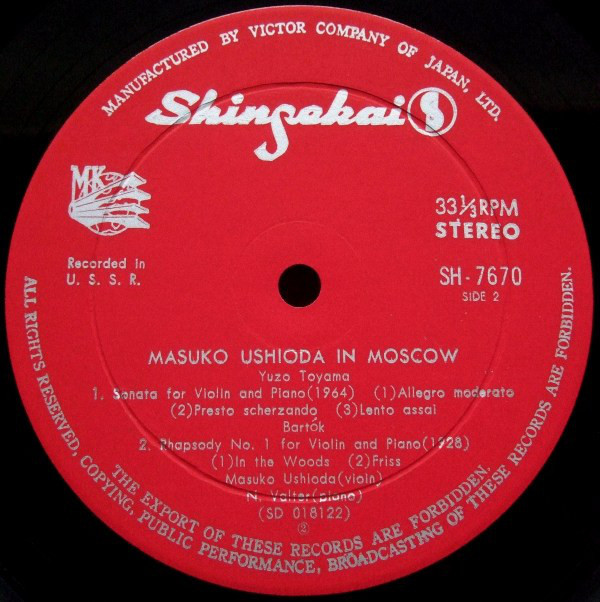 MANUFACTURED BY VICTOR COMPANY OF JAPAN, LTD.
Shinsekai S
MK
33⅓RPM
STEREO
Recorded in
U. S. S. R.
SH-7670
SIDE 2
MASUKO USHIODA IN MOSCOW
Yuzo Toyama
1. Sonata for Violin and Piano(1964) (1)Allegro moderato
(2)Presto scherzando (3)Lento assai
Bartók
2. Rhapsody No. 1 for Violin and Piano(1928)
(1)In the Woods (2)Friss
Masuko Ushioda(vioin)
N. Valter(piano)
(SD 018122)
②
ALL RIGHTS RESERVED, COPYING, PUBLIC PERFORMANCE, BROADCASTING OF THESE RECORDS ARE FORBIDDEN.
THE EXPORT OF THESE RECORDS ARE FORBIDDEN.